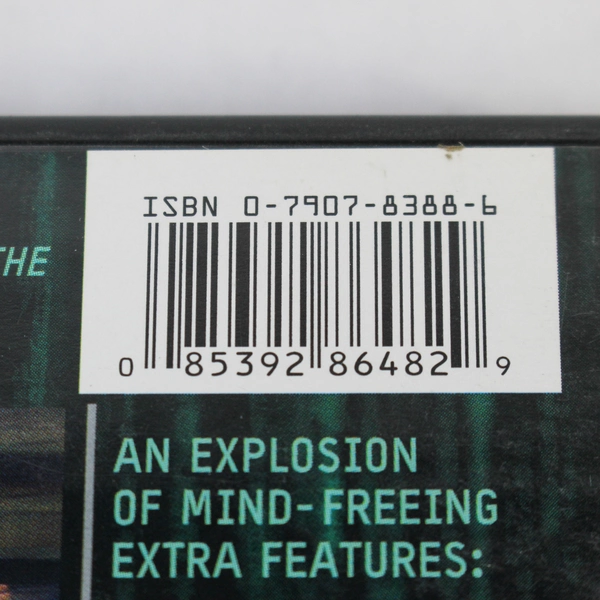 ISBN 0-7907-8388-6
THE
0 85392 86482 9
AN EXPLOSION
OF MIND-FREEING
EXTRA FEATURES: